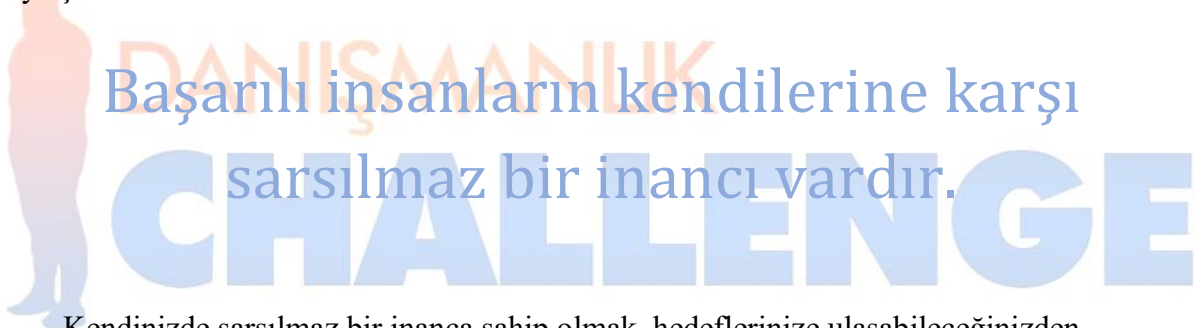 DANIŞMANLIK
Başarılı insanların kendilerine karşı
sarsılmaz bir inancı vardır.
CHALLENGE
Kendinizde sarsılmaz bir inanca sahip olmak, hedeflerinize ulaşabileceğinizden